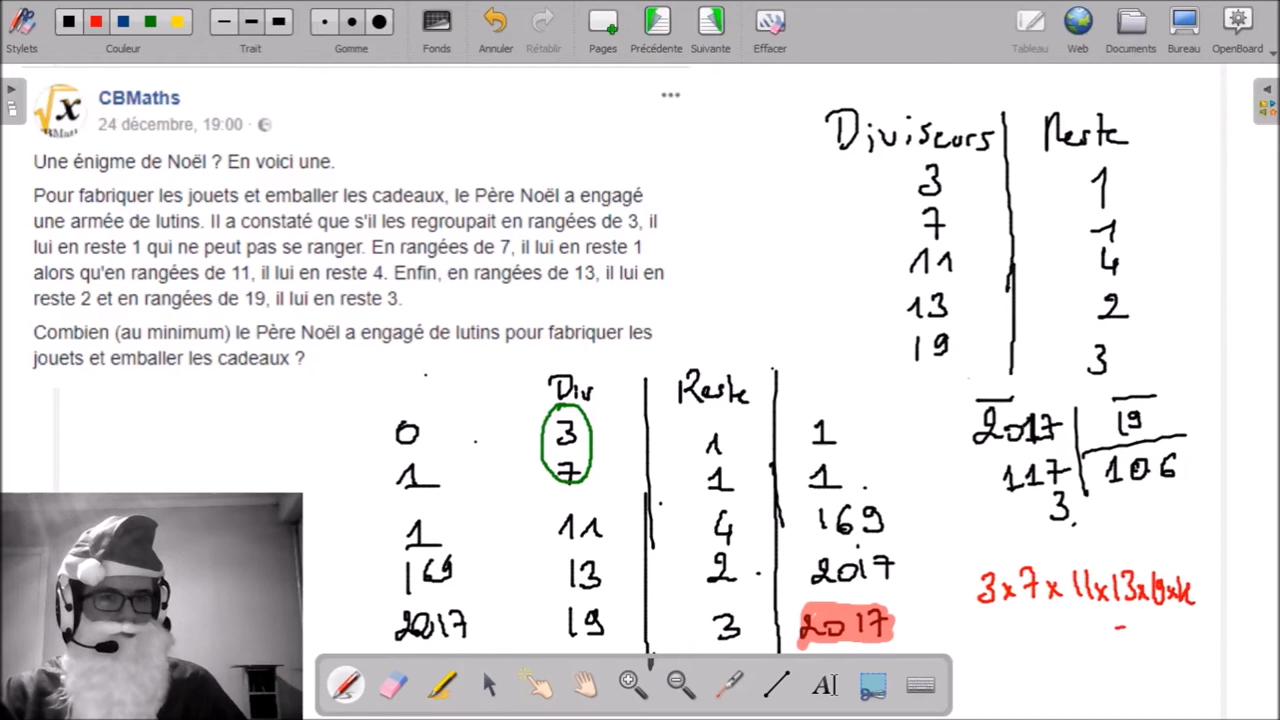 Stylets Couleur Trait Gomme Fonds Annuler Rétablir Pages Précédente Suivante Effacer Tableau Web Documents Bureau OpenBoard
CBMaths
24 décembre, 19:00
Une énigme de Noël ? En voici une.
Pour fabriquer les jouets et emballer les cadeaux, le Père Noël a engagé
une armée de lutins. Il a constaté que s'il les regroupait en rangées de 3, il
lui en reste 1 qui ne peut pas se ranger. En rangées de 7, il lui en reste 1
alors qu'en rangées de 11, il lui en reste 4. Enfin, en rangées de 13, il lui en
reste 2 et en rangées de 19, il lui en reste 3.
Combien (au minimum) le Père Noël a engagé de lutins pour fabriquer les
jouets et emballer les cadeaux ?
Diviseurs Reste
3 1
7 1
11 4
13 2
19 3
Div Reste
0 3 1 1
1 7 1 1
1 11 4 169
169 13 2 2017
2017 19 3 2017
2017 19
117 106
3
3x7x11x13x19xk